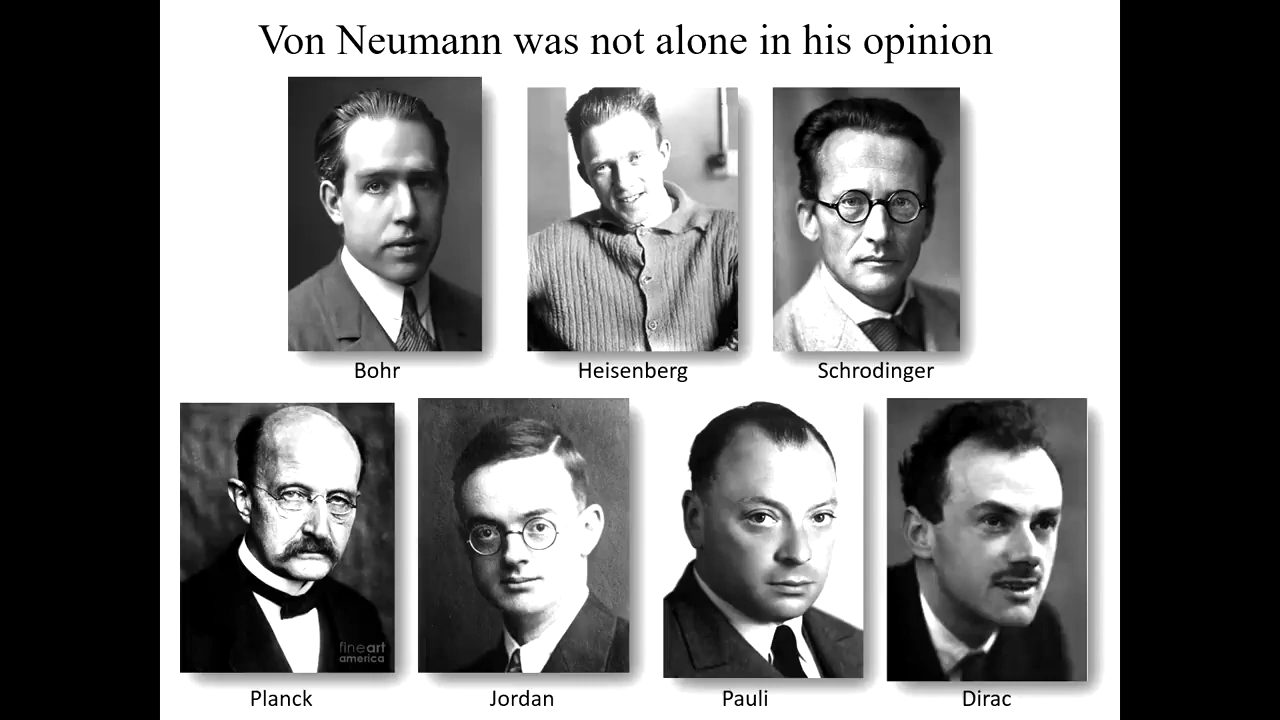 Von Neumann was not alone in his opinion
Bohr
Heisenberg
Schrodinger
fineart
america
Planck
Jordan
Pauli
Dirac